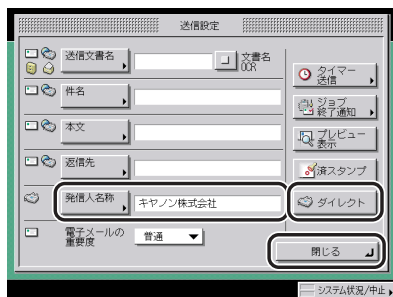 送信設定
送信文書名
文書名
OCR
件名
本文
返信先
発信人名称
キヤノン株式会社
電子メールの
重要度
普通
タイマー
送信
ジョブ
終了通知
プレビュー
表示
済スタンプ
ダイレクト
閉じる
システム状況/中止